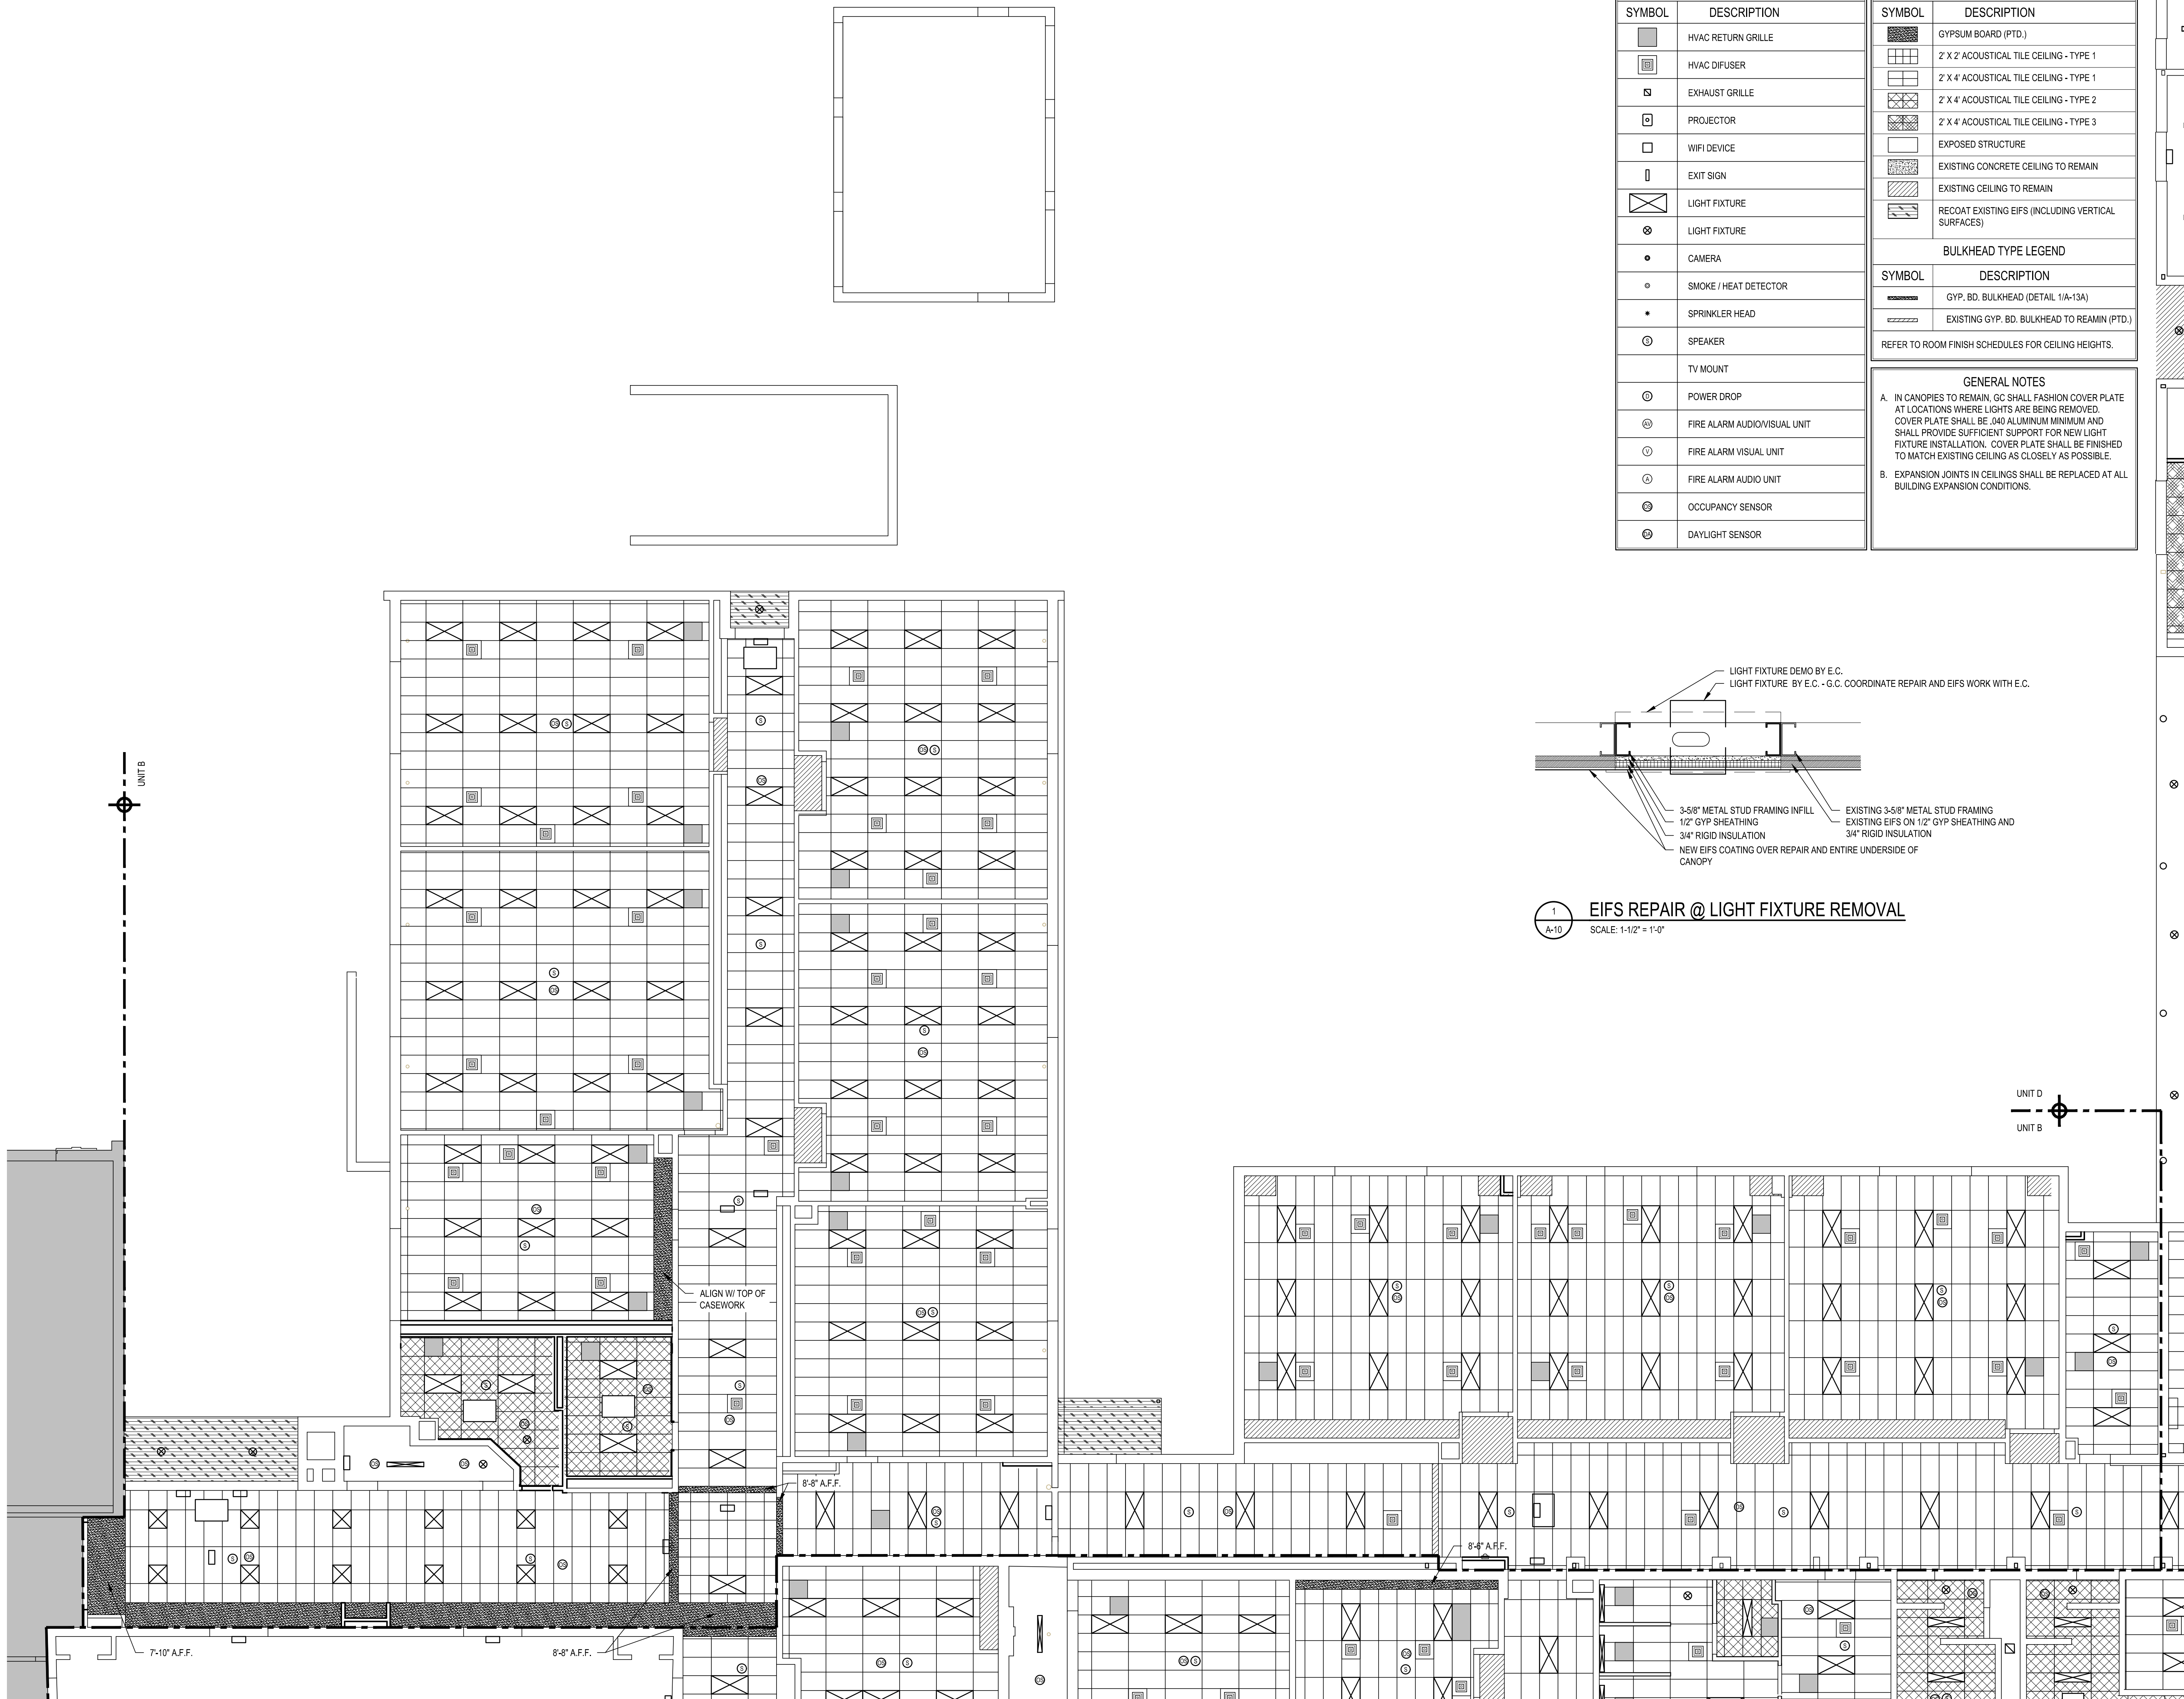 SYMBOL DESCRIPTION
HVAC RETURN GRILLE
HVAC DIFUSER
EXHAUST GRILLE
PROJECTOR
WIFI DEVICE
EXIT SIGN
LIGHT FIXTURE
LIGHT FIXTURE
CAMERA
SMOKE / HEAT DETECTOR
SPRINKLER HEAD
S SPEAKER
TV MOUNT
D POWER DROP
AV FIRE ALARM AUDIO/VISUAL UNIT
V FIRE ALARM VISUAL UNIT
A FIRE ALARM AUDIO UNIT
OS OCCUPANCY SENSOR
DA DAYLIGHT SENSOR
SYMBOL DESCRIPTION
GYPSUM BOARD (PTD.)
2' X 2' ACOUSTICAL TILE CEILING - TYPE 1
2' X 4' ACOUSTICAL TILE CEILING - TYPE 1
2' X 4' ACOUSTICAL TILE CEILING - TYPE 2
2' X 4' ACOUSTICAL TILE CEILING - TYPE 3
EXPOSED STRUCTURE
EXISTING CONCRETE CEILING TO REMAIN
EXISTING CEILING TO REMAIN
RECOAT EXISTING EIFS (INCLUDING VERTICAL
SURFACES)
BULKHEAD TYPE LEGEND
SYMBOL DESCRIPTION
GYP. BD. BULKHEAD (DETAIL 1/A-13A)
EXISTING GYP. BD. BULKHEAD TO REAMIN (PTD.)
REFER TO ROOM FINISH SCHEDULES FOR CEILING HEIGHTS.
GENERAL NOTES
A. IN CANOPIES TO REMAIN, GC SHALL FASHION COVER PLATE
AT LOCATIONS WHERE LIGHTS ARE BEING REMOVED.
COVER PLATE SHALL BE .040 ALUMINUM MINIMUM AND
SHALL PROVIDE SUFFICIENT SUPPORT FOR NEW LIGHT
FIXTURE INSTALLATION. COVER PLATE SHALL BE FINISHED
TO MATCH EXISTING CEILING AS CLOSELY AS POSSIBLE.
B. EXPANSION JOINTS IN CEILINGS SHALL BE REPLACED AT ALL
BUILDING EXPANSION CONDITIONS.
LIGHT FIXTURE DEMO BY E.C.
LIGHT FIXTURE BY E.C. - G.C. COORDINATE REPAIR AND EIFS WORK WITH E.C.
3-5/8" METAL STUD FRAMING INFILL
1/2" GYP SHEATHING
3/4" RIGID INSULATION
NEW EIFS COATING OVER REPAIR AND ENTIRE UNDERSIDE OF
CANOPY
EXISTING 3-5/8" METAL STUD FRAMING
EXISTING EIFS ON 1/2" GYP SHEATHING AND
3/4" RIGID INSULATION
1
A-10
EIFS REPAIR @ LIGHT FIXTURE REMOVAL
SCALE: 1-1/2" = 1'-0"
UNIT B
UNIT D
UNIT B
ALIGN W/ TOP OF
CASEWORK
8'-8" A.F.F.
8'-6" A.F.F.
7'-10" A.F.F.
8'-8" A.F.F.